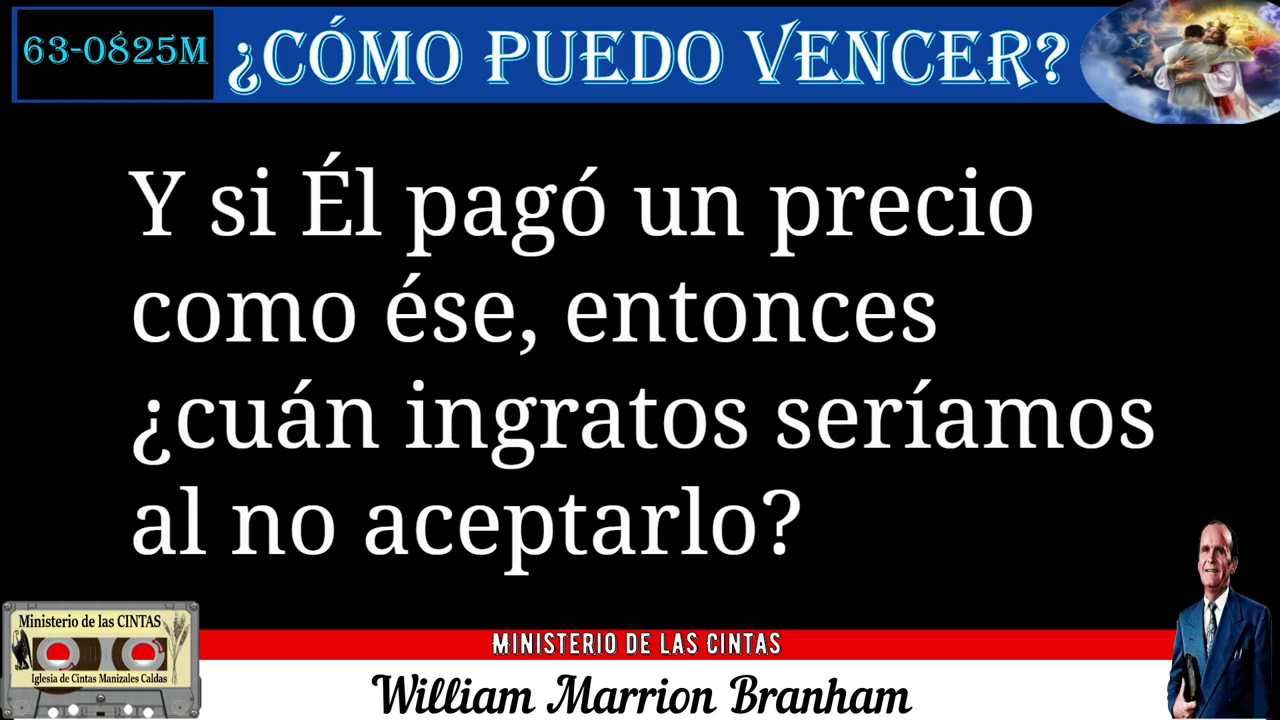 63-0825M
¿CÓMO PUEDO VENCER?
Y si Él pagó un precio
como ése, entonces
¿cuán ingratos seríamos
al no aceptarlo?
Ministerio de las CINTAS
Iglesia de Cintas Manizales Caldas
MINISTERIO DE LAS CINTAS
William Marrion Branham